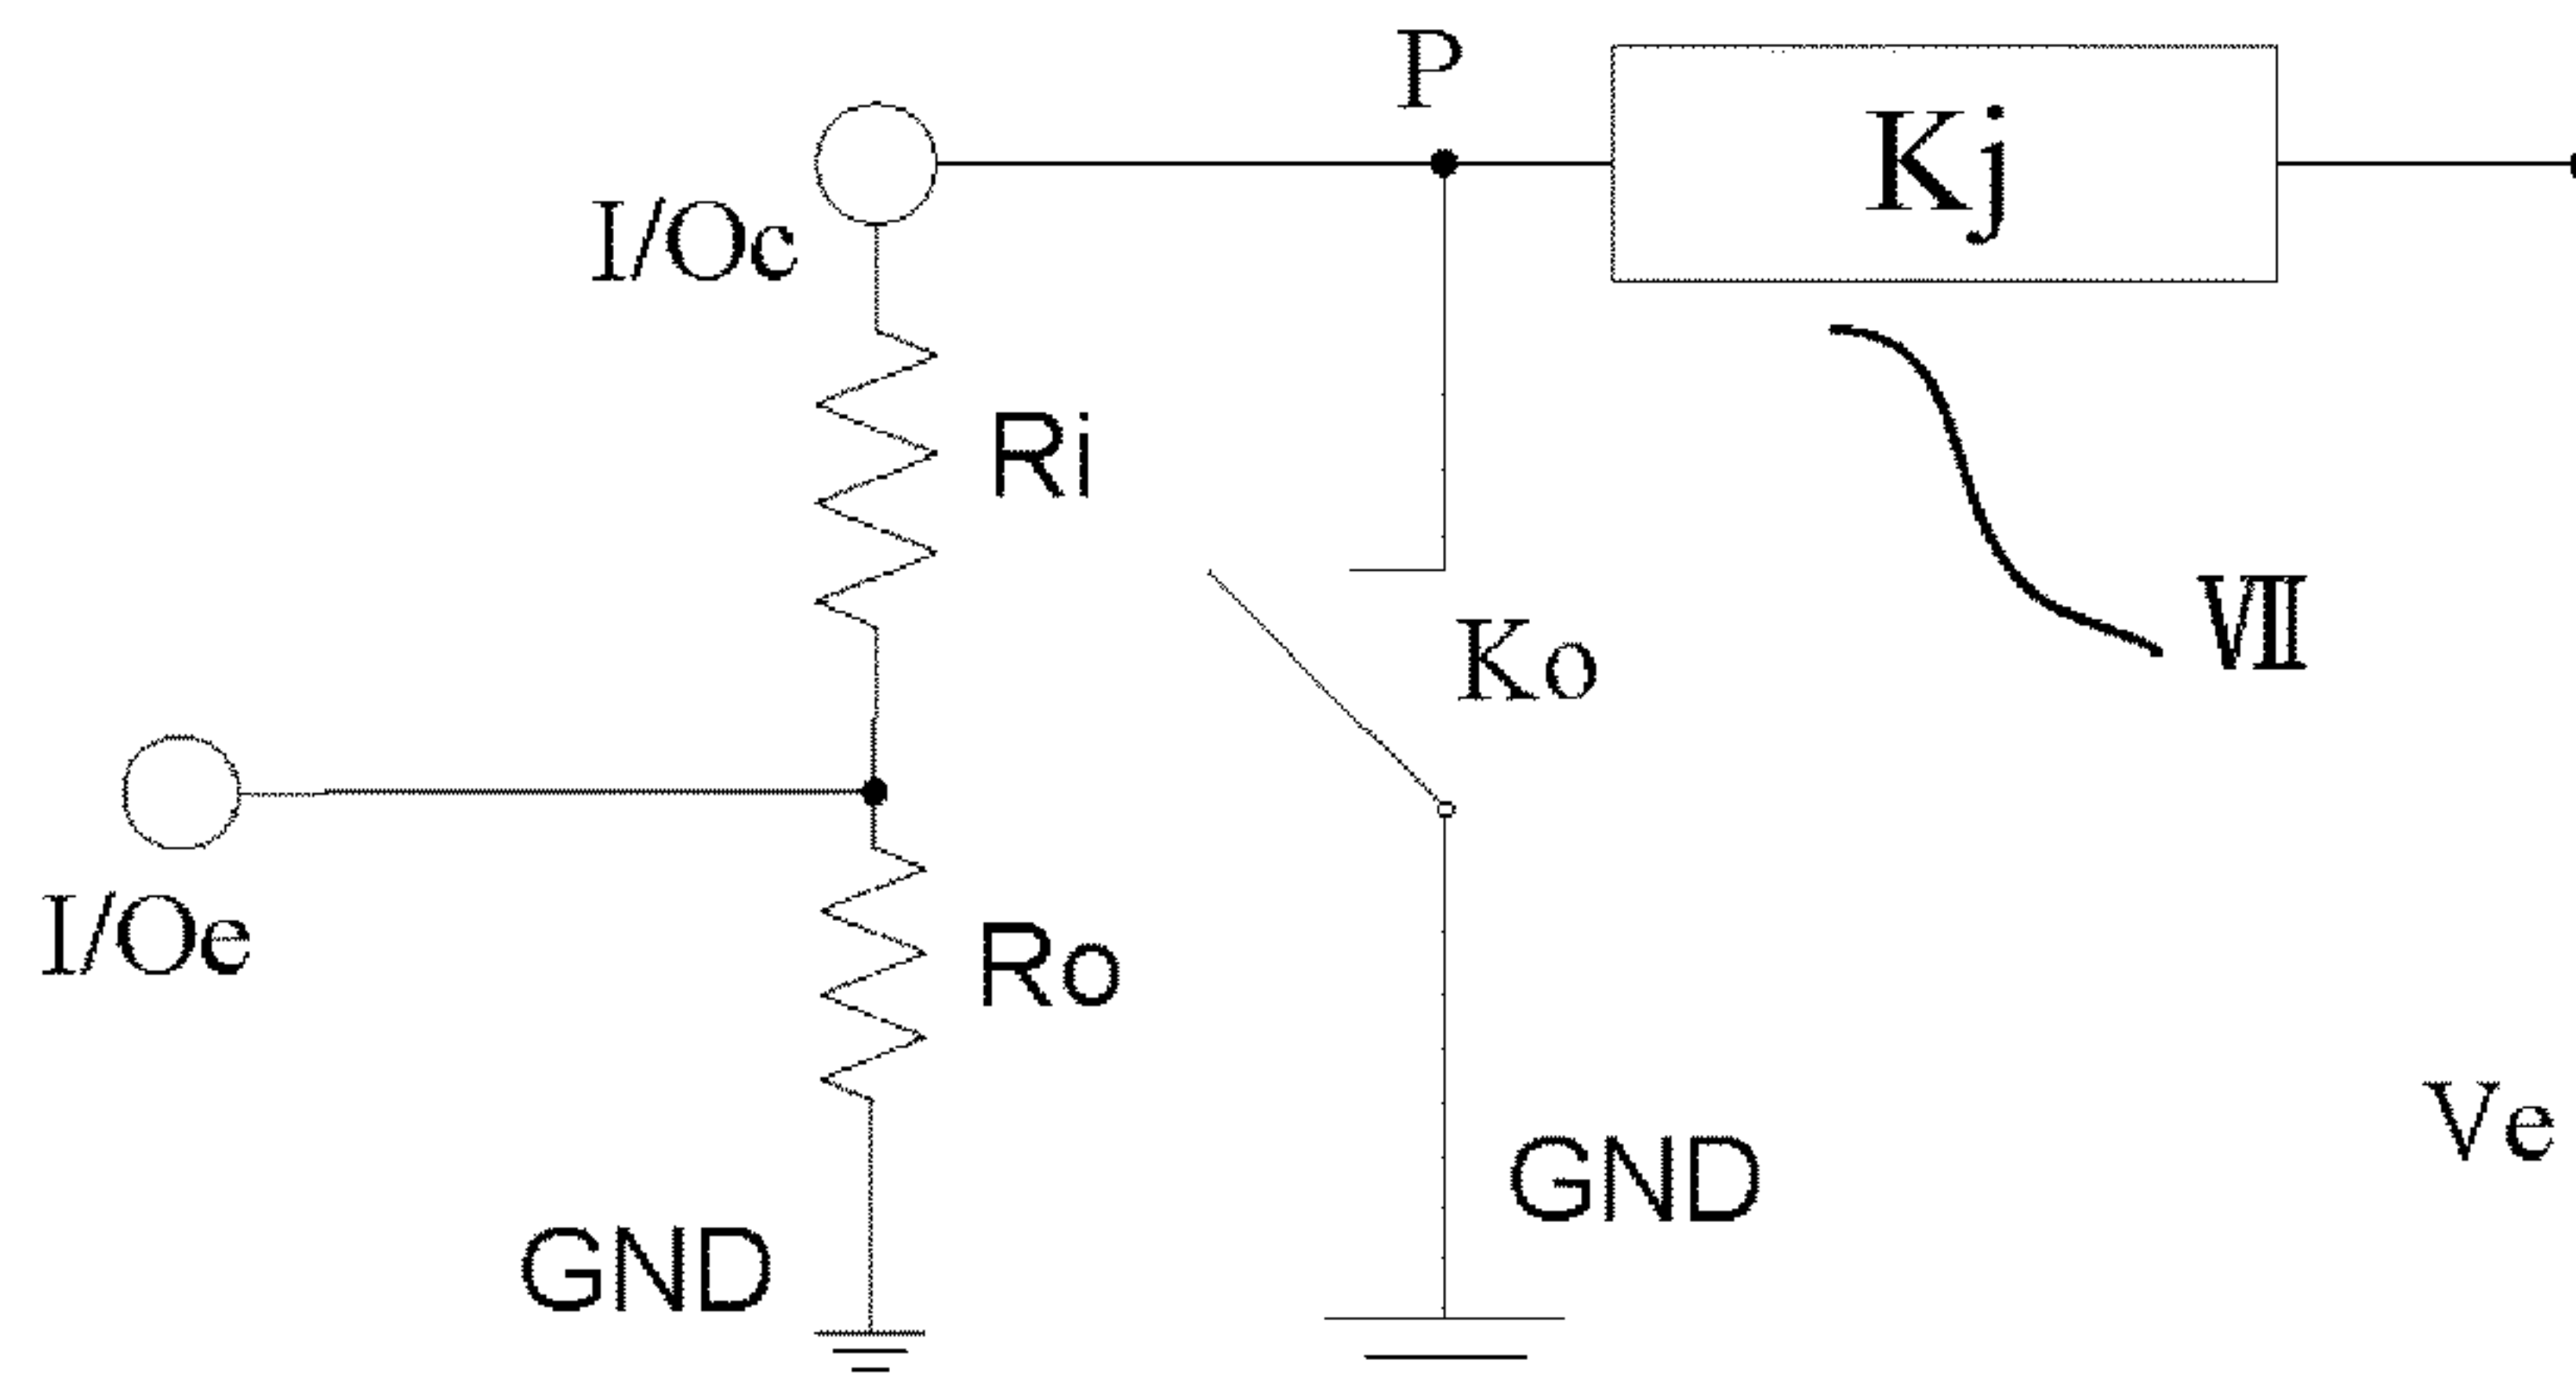 P
Kj
I/Oc
Ri
Ko
VII
I/Oe
Ro
Ve
GND
GND